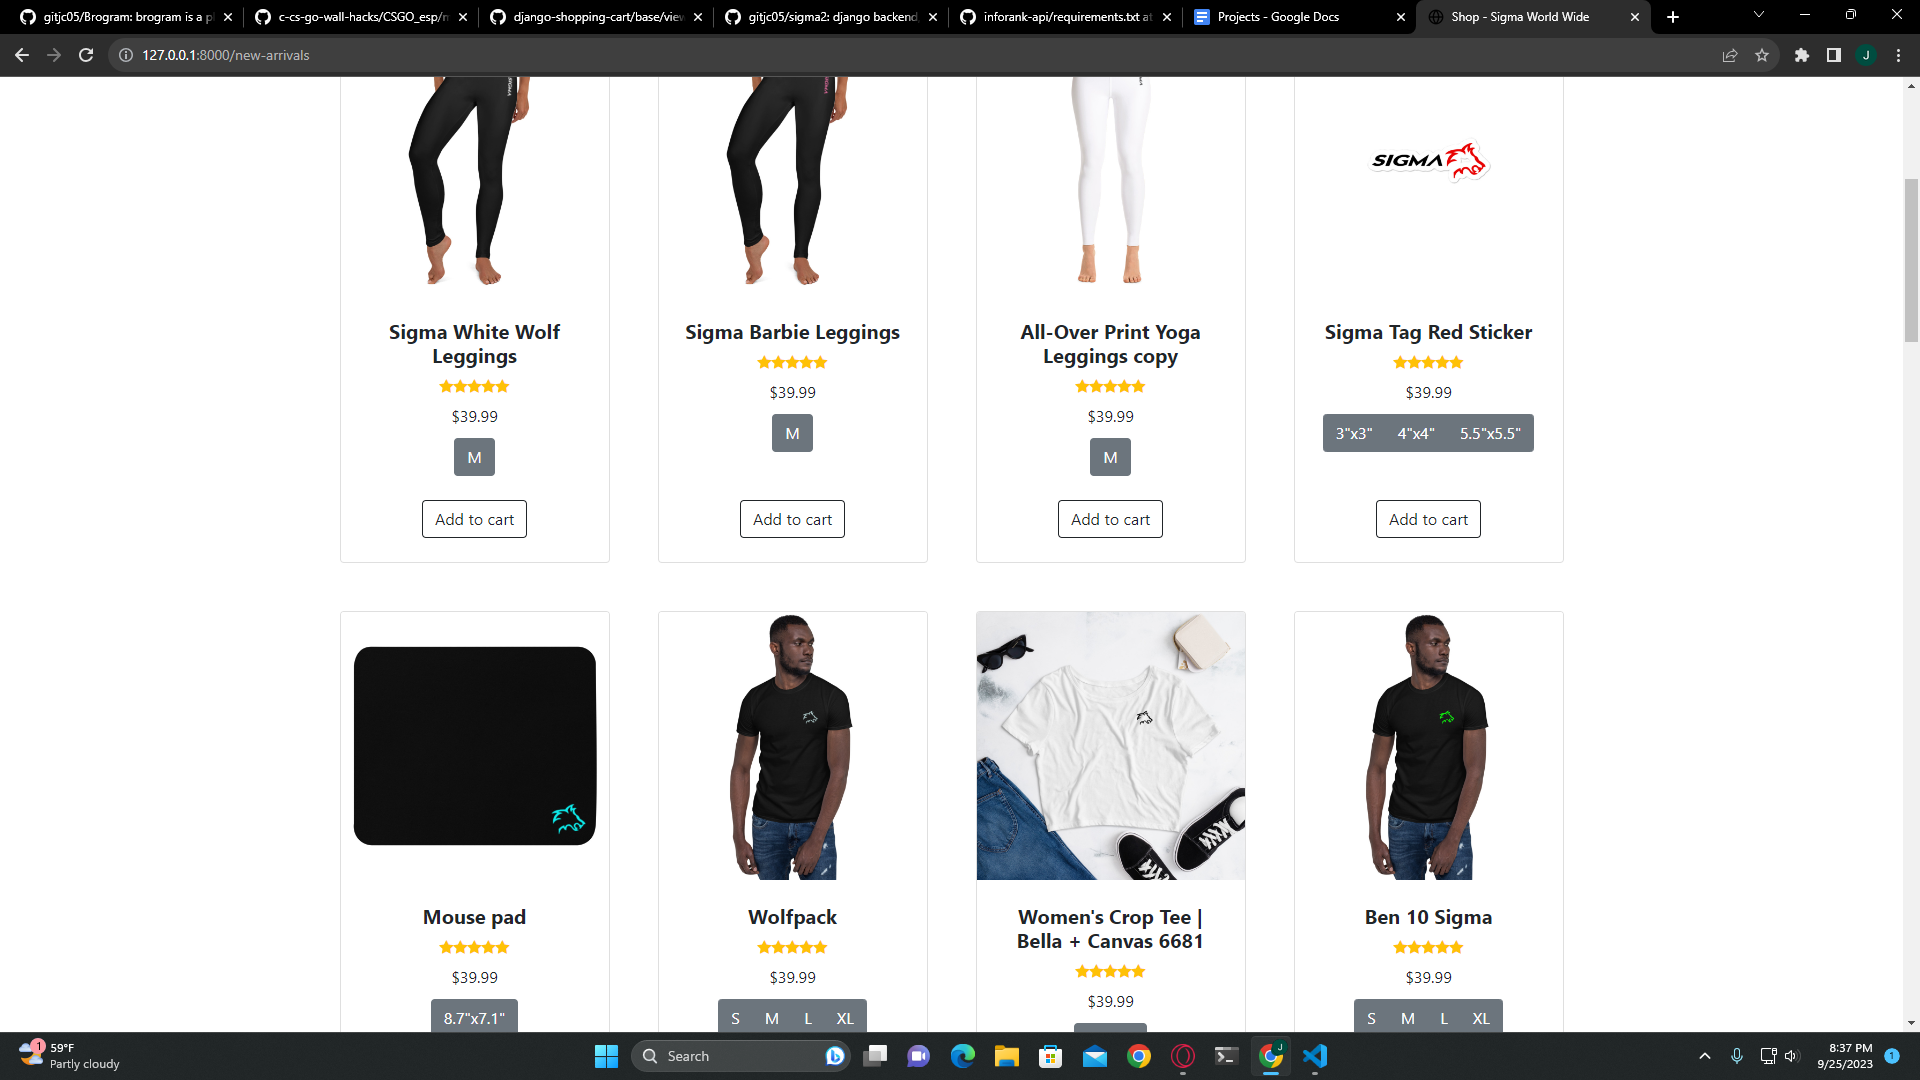 gitjc05/Brogram: brogram is a pl
c-cs-go-wall-hacks/CSGO_esp/m
django-shopping-cart/base/view
gitjc05/sigma2: django backend,
inforank-api/requirements.txt at
Projects - Google Docs
Shop - Sigma World Wide
127.0.0.1:8000/new-arrivals
J
SIGMA
Sigma White Wolf
Leggings
$39.99
M
Add to cart
Sigma Barbie Leggings
$39.99
M
Add to cart
All-Over Print Yoga
Leggings copy
$39.99
M
Add to cart
Sigma Tag Red Sticker
$39.99
3"x3" 4"x4" 5.5"x5.5"
Add to cart
Mouse pad
$39.99
8.7"x7.1"
Wolfpack
$39.99
S M L XL
Women's Crop Tee |
Bella + Canvas 6681
$39.99
Ben 10 Sigma
$39.99
S M L XL
1
59°F
Partly cloudy
Search
J
8:37 PM
9/25/2023
1